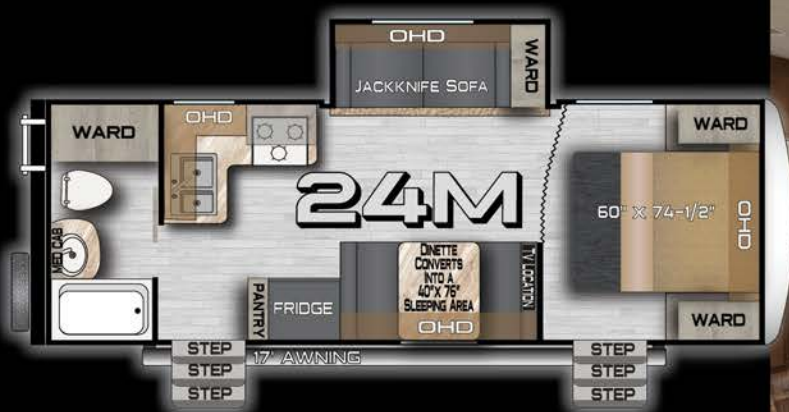 OHD
JACKKNIFE SOFA
WARD
WARD
OHD
WARD
MED CAB
24M
60" X 74-1/2"
OHD
DINETTE
CONVERTS
INTO A
40"X 76"
SLEEPING AREA
TV LOCATION
PANTRY
FRIDGE
OHD
WARD
STEP
STEP
STEP
17' AWNING
STEP
STEP
STEP